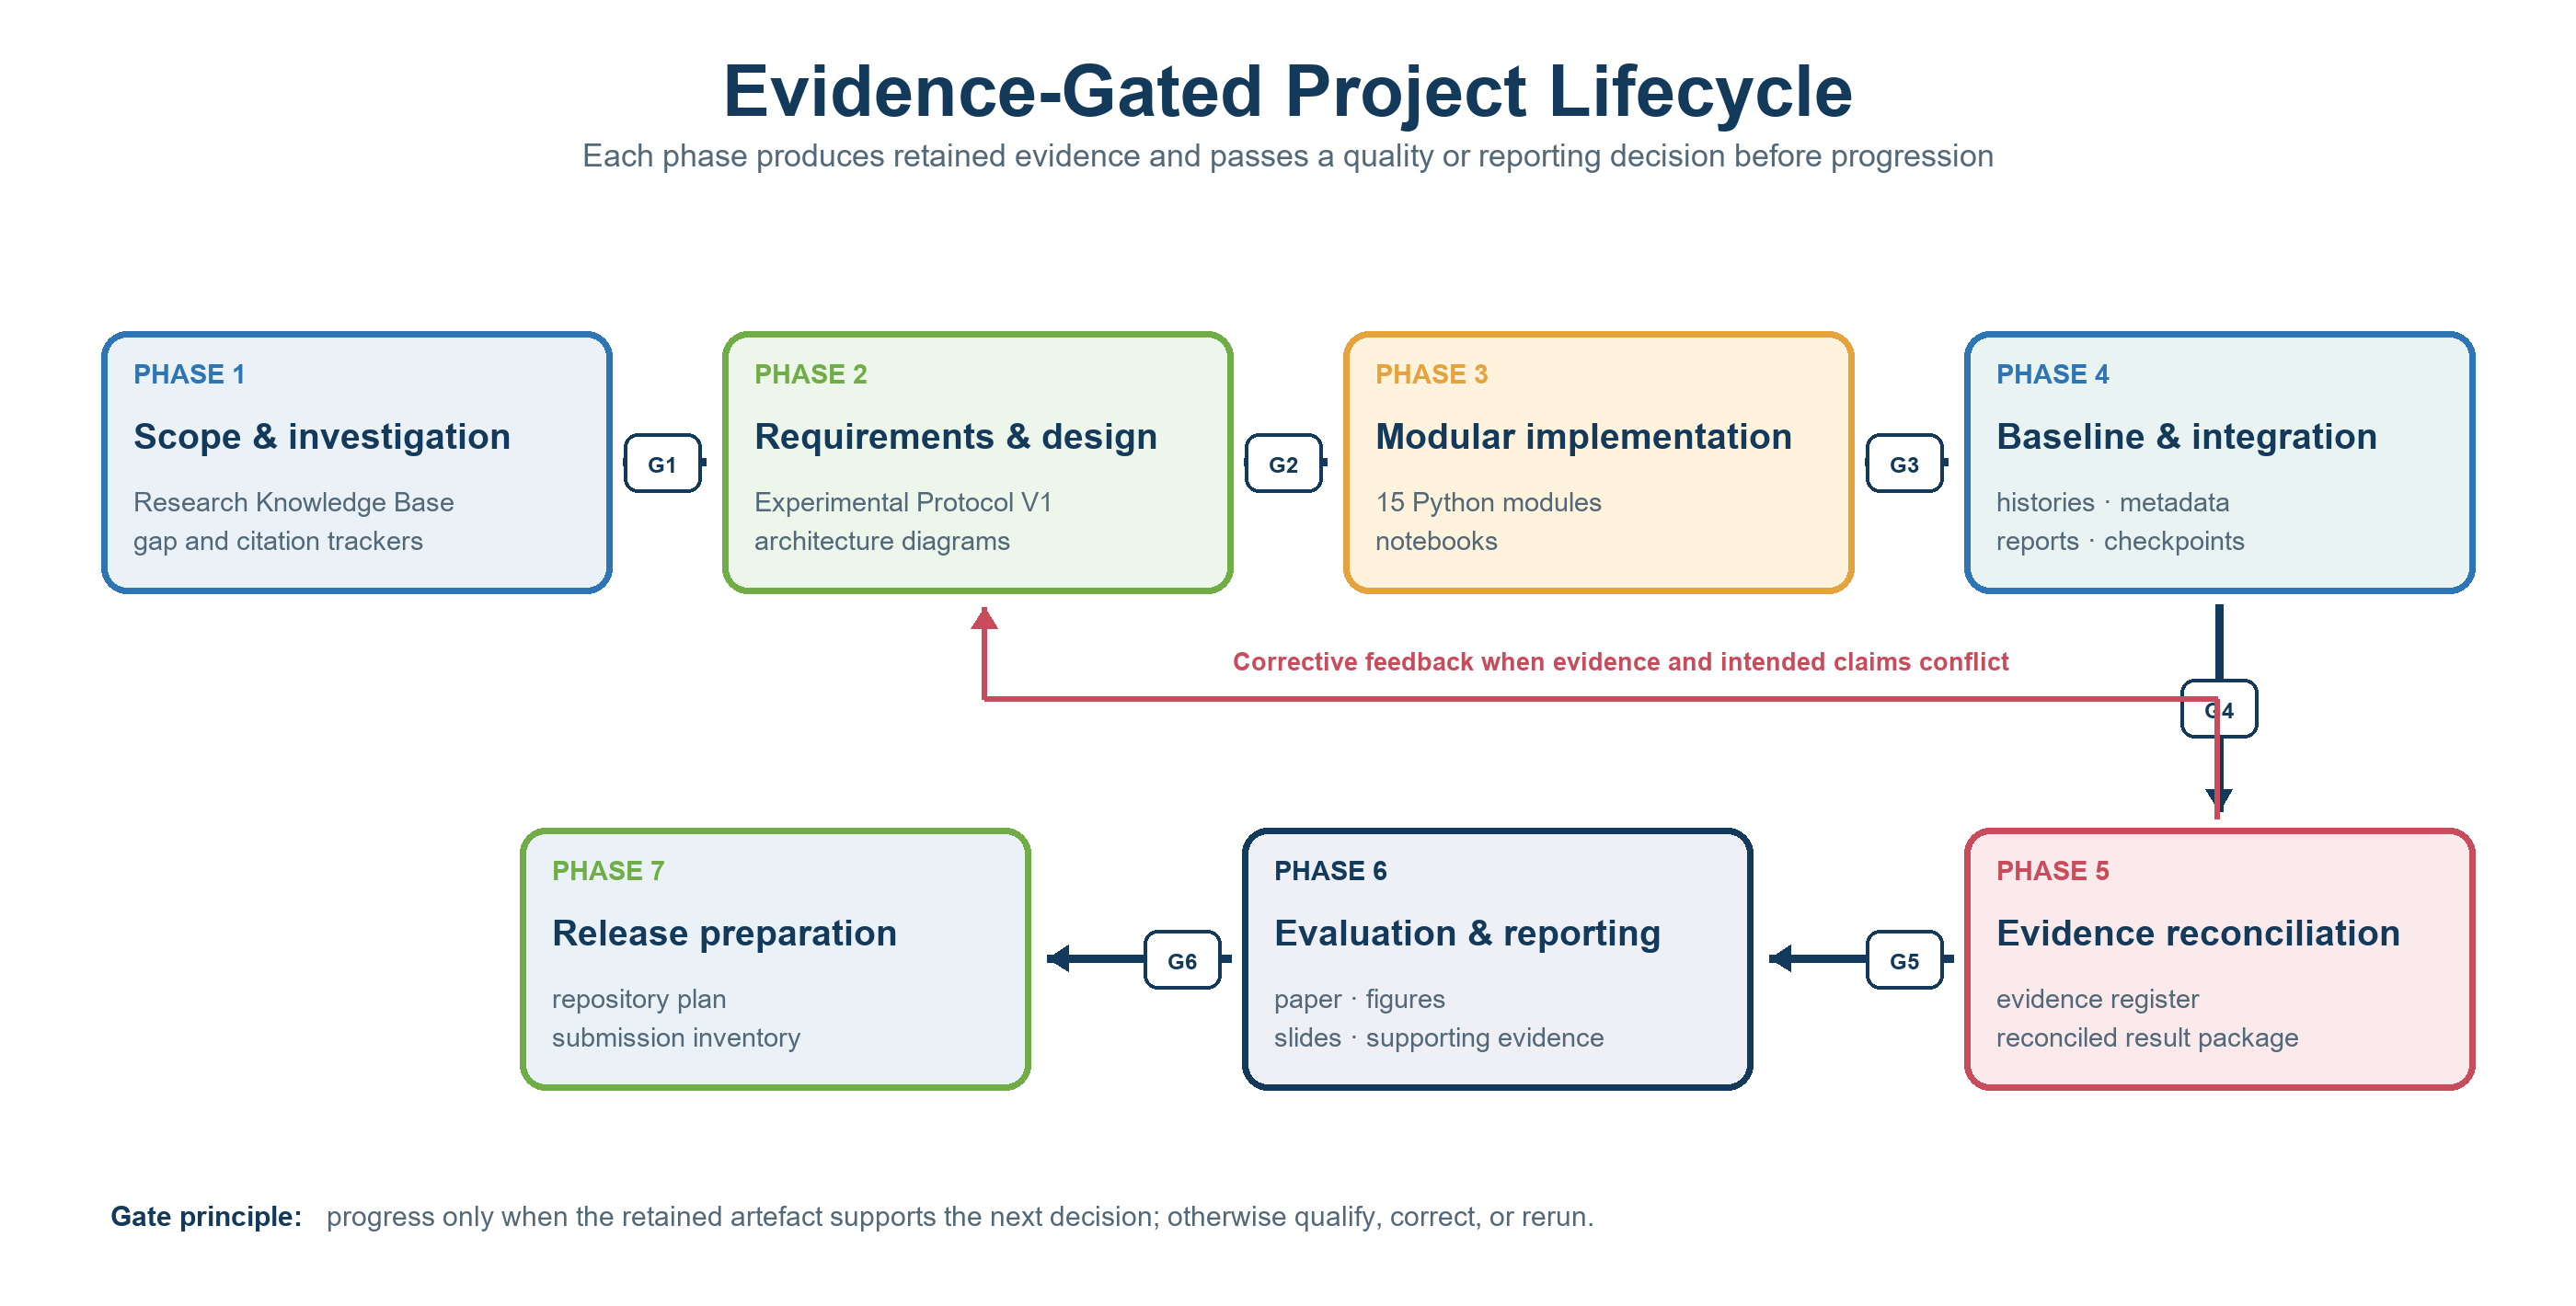 Evidence-Gated Project Lifecycle
Each phase produces retained evidence and passes a quality or reporting decision before progression
PHASE 1
Scope & investigation
Research Knowledge Base
gap and citation trackers
G1
PHASE 2
Requirements & design
Experimental Protocol V1
architecture diagrams
G2
PHASE 3
Modular implementation
15 Python modules
notebooks
G3
PHASE 4
Baseline & integration
histories · metadata
reports · checkpoints
Corrective feedback when evidence and intended claims conflict
G4
PHASE 7
Release preparation
repository plan
submission inventory
G6
PHASE 6
Evaluation & reporting
paper · figures
slides · supporting evidence
G5
PHASE 5
Evidence reconciliation
evidence register
reconciled result package
Gate principle: progress only when the retained artefact supports the next decision; otherwise qualify, correct, or rerun.